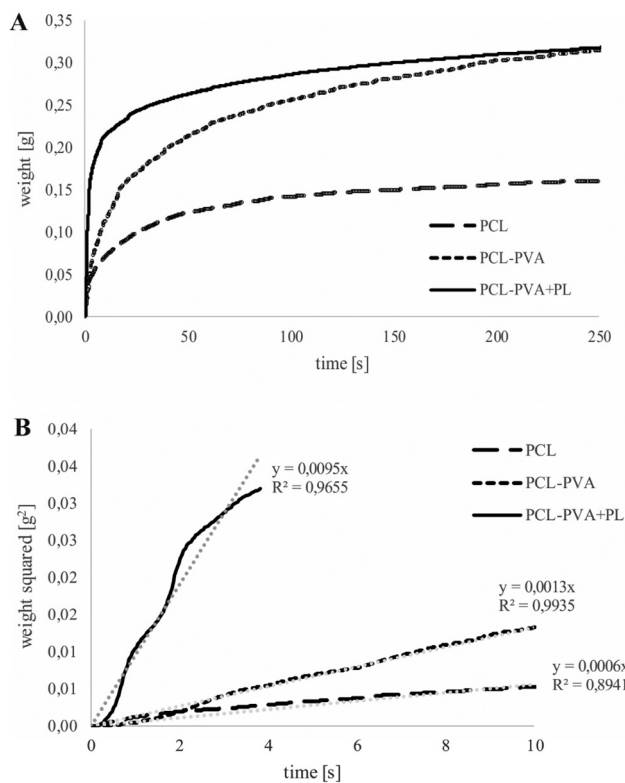 A
0,35
0,30
0,25
0,20
0,15
0,10
0,05
0,00
weight [g]
PCL
PCL-PVA
PCL-PVA+PL
0
50
100
150
200
250
time [s]
B
0,04
0,04
0,03
0,03
0,02
0,02
0,01
0,01
0,00
weight squared [g²]
y = 0,0095x
R² = 0,9655
PCL
PCL-PVA
PCL-PVA+PL
y = 0,0013x
R² = 0,9935
y = 0,0006x
R² = 0,8941
0
2
4
6
8
10
time [s]